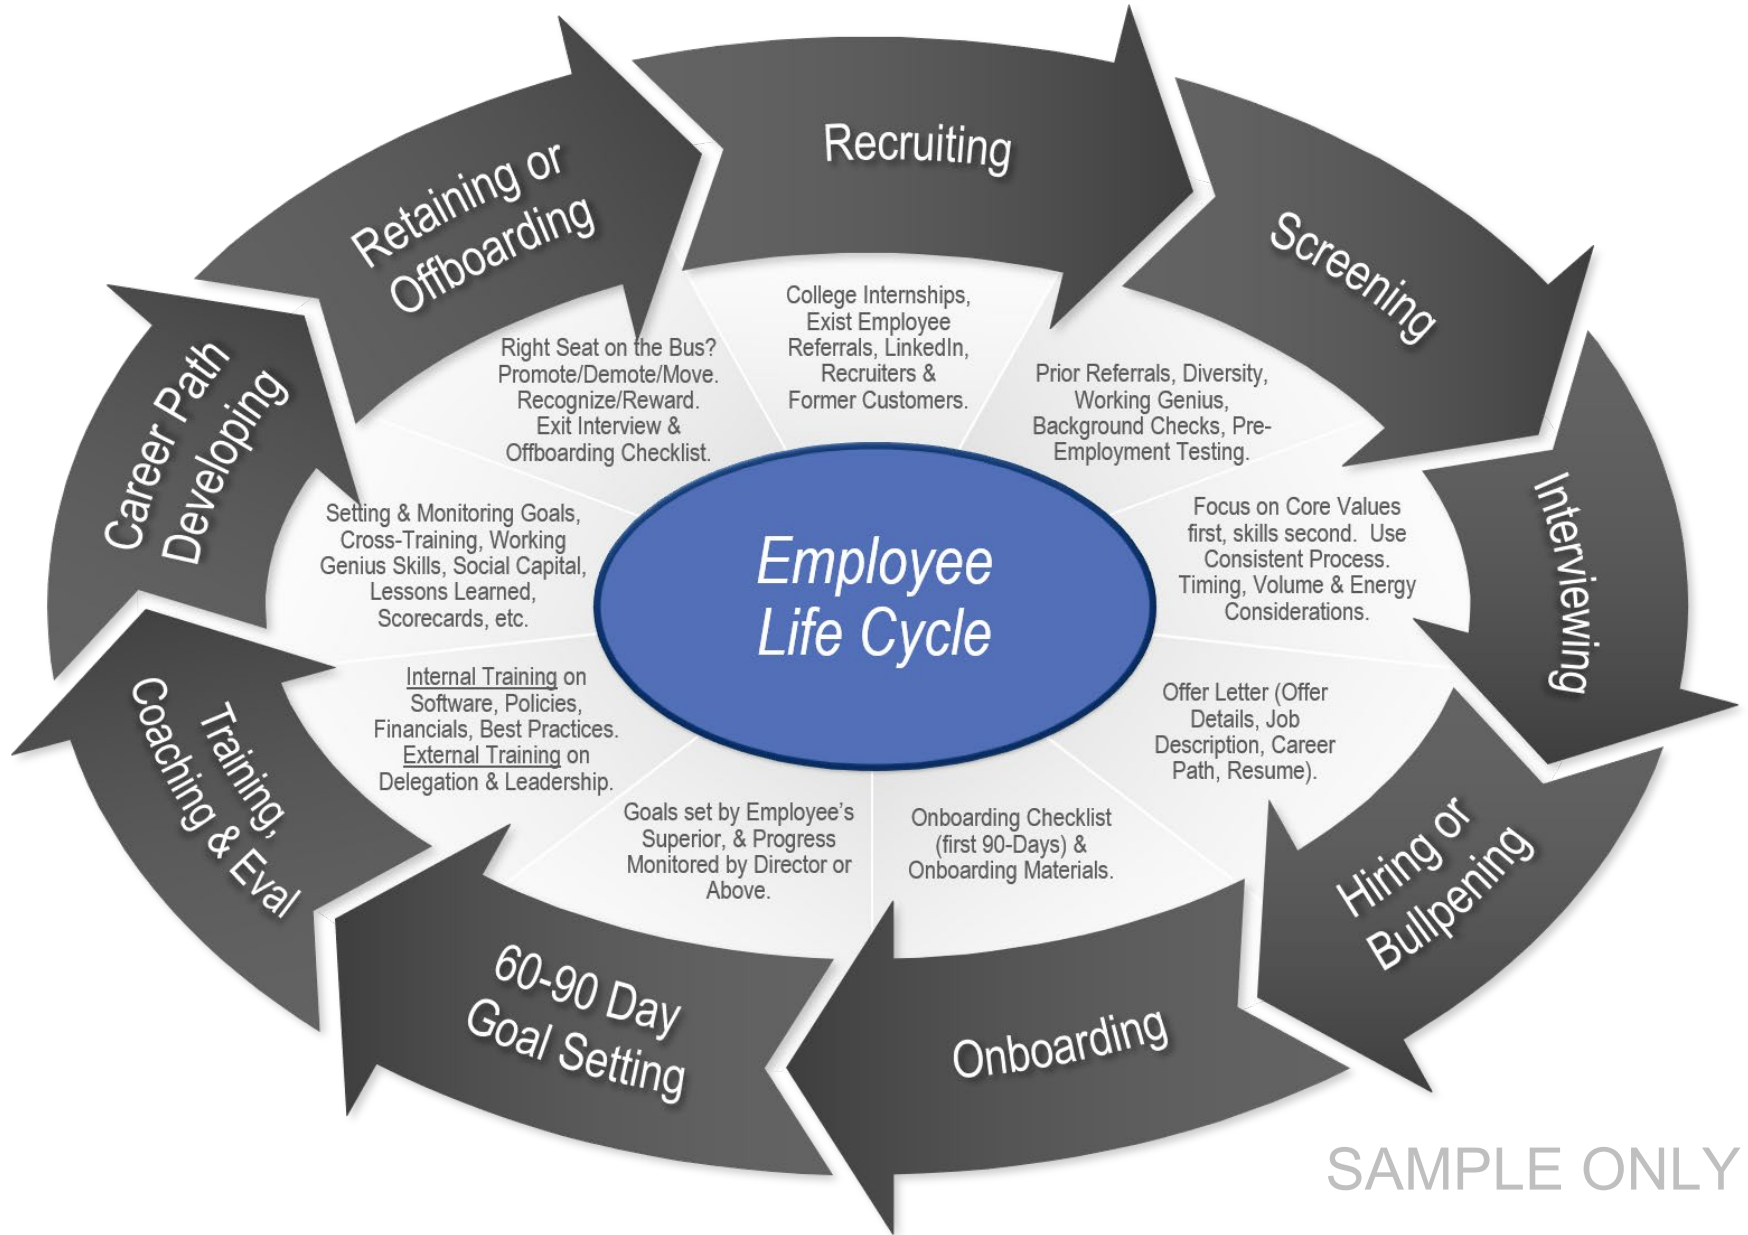 Recruiting
College Internships,
Exist Employee
Referrals, LinkedIn,
Recruiters &
Former Customers.
Screening
Prior Referrals, Diversity,
Working Genius,
Background Checks, Pre-
Employment Testing.
Interviewing
Focus on Core Values
first, skills second.  Use
Consistent Process.
Timing, Volume & Energy
Considerations.
Hiring or
Bullpening
Offer Letter (Offer
Details, Job
Description, Career
Path, Resume).
Onboarding
Onboarding Checklist
(first 90-Days) &
Onboarding Materials.
60-90 Day
Goal Setting
Goals set by Employee’s
Superior, & Progress
Monitored by Director or
Above.
Training,
Coaching & Eval
Internal Training on
Software, Policies,
Financials, Best Practices.
External Training on
Delegation & Leadership.
Career Path
Developing
Setting & Monitoring Goals,
Cross-Training, Working
Genius Skills, Social Capital,
Lessons Learned,
Scorecards, etc.
Retaining or
Offboarding
Right Seat on the Bus?
Promote/Demote/Move.
Recognize/Reward.
Exit Interview &
Offboarding Checklist.
Employee
Life Cycle
SAMPLE ONLY